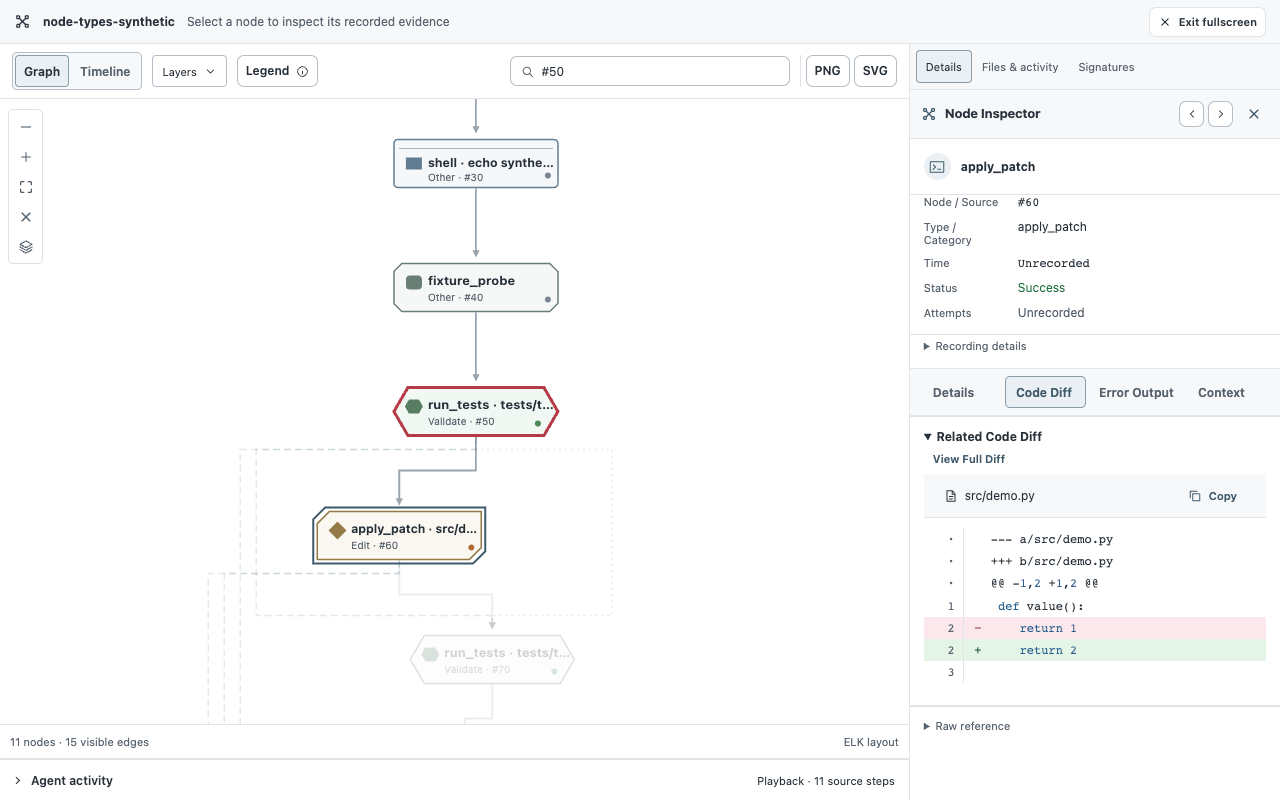 node-types-synthetic Select a node to inspect its recorded evidence
Exit fullscreen
Graph Timeline Layers Legend #50 PNG SVG
shell · echo synthe...
Other · #30
fixture_probe
Other · #40
run_tests · tests/t...
Validate · #50
apply_patch · src/d...
Edit · #60
run_tests · tests/t...
Validate · #70
11 nodes · 15 visible edges
ELK layout
Agent activity
Playback · 11 source steps
Details Files & activity Signatures
Node Inspector
apply_patch
Node / Source #60
Type / Category apply_patch
Time Unrecorded
Status Success
Attempts Unrecorded
Recording details
Details Code Diff Error Output Context
Related Code Diff
View Full Diff
src/demo.py Copy
· --- a/src/demo.py
· +++ b/src/demo.py
· @@ -1,2 +1,2 @@
1 def value():
2 − return 1
2 + return 2
3
Raw reference